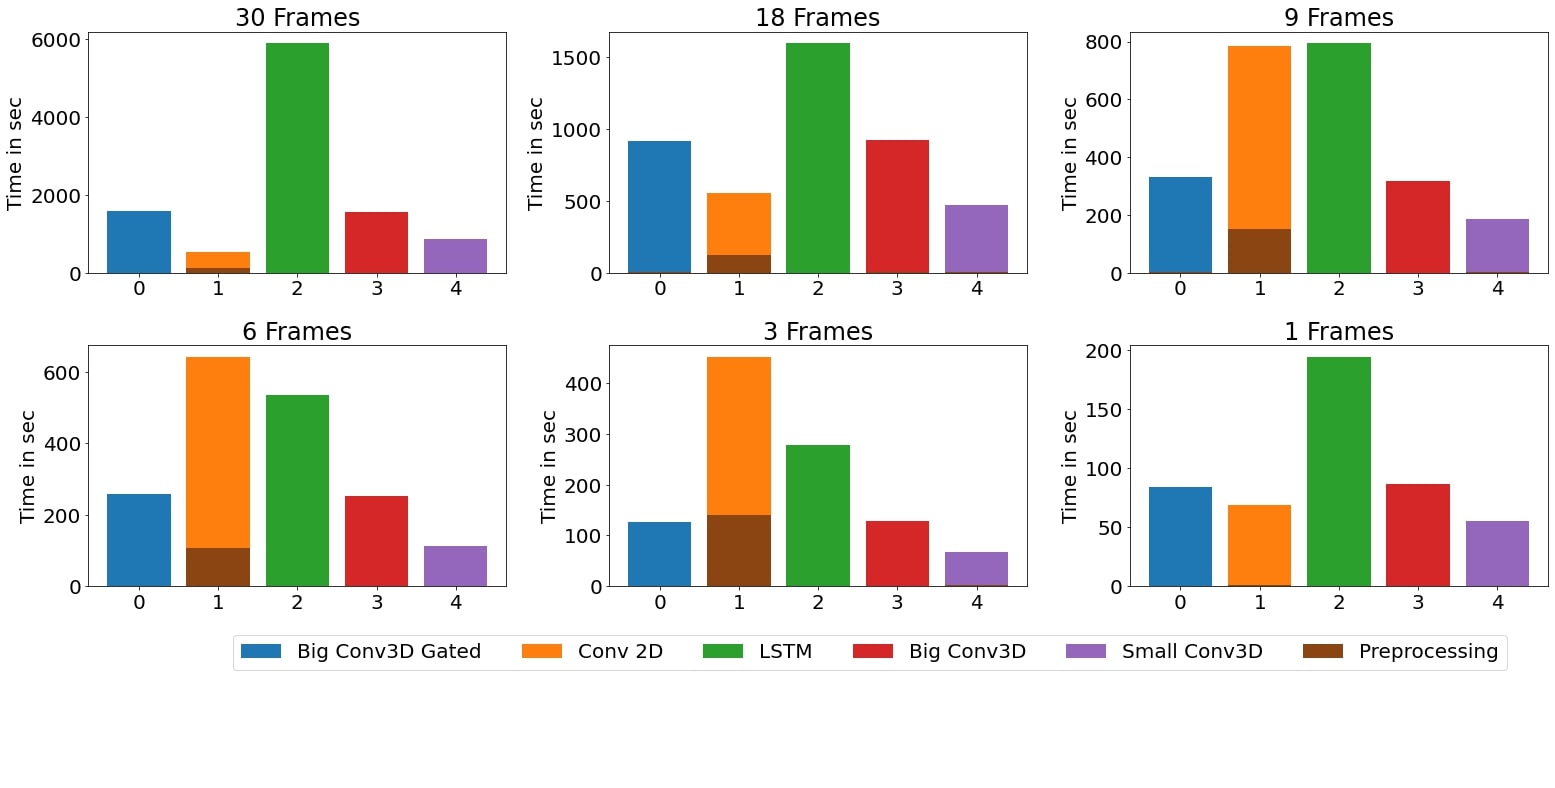 30 Frames
Time in sec
6000
4000
2000
0
0 1 2 3 4
18 Frames
Time in sec
1500
1000
500
0
0 1 2 3 4
9 Frames
Time in sec
800
600
400
200
0
0 1 2 3 4
6 Frames
Time in sec
600
400
200
0
0 1 2 3 4
3 Frames
Time in sec
400
300
200
100
0
0 1 2 3 4
1 Frames
Time in sec
200
150
100
50
0
0 1 2 3 4
Big Conv3D Gated Conv 2D LSTM Big Conv3D Small Conv3D Preprocessing